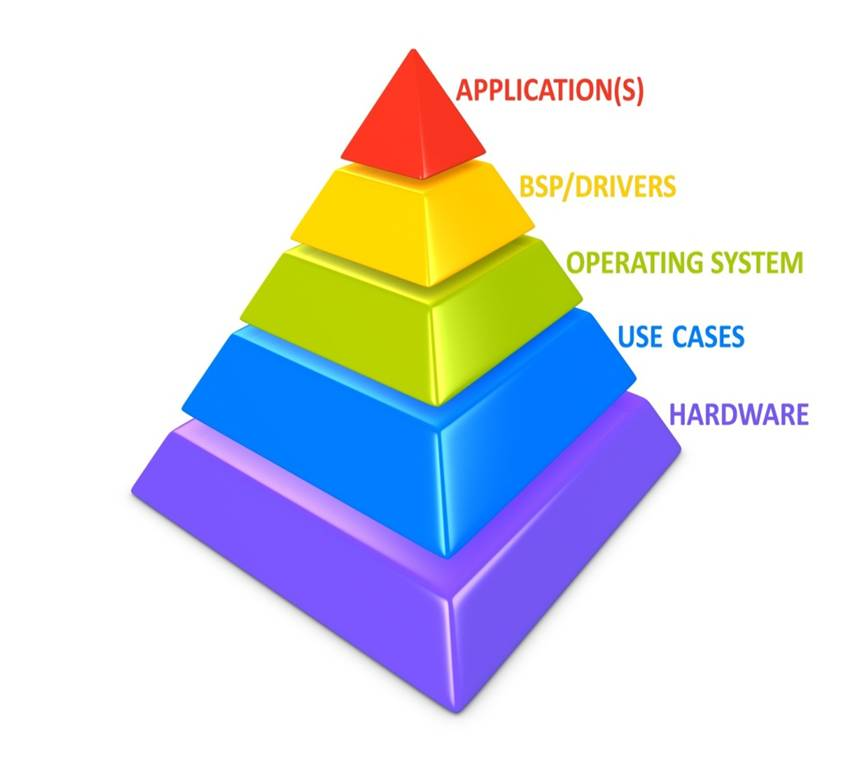 APPLICATION(S)
BSP/DRIVERS
OPERATING SYSTEM
USE CASES
HARDWARE